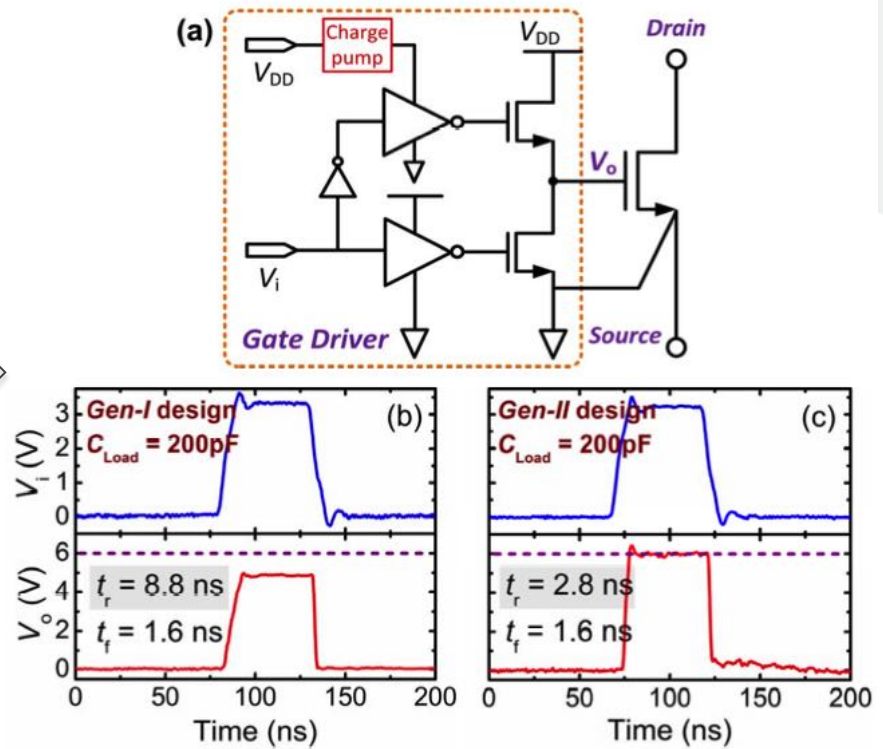 (a)
Charge
pump
V_DD
V_DD
Drain
V_o
V_i
Gate Driver
Source
Gen-I design
(b)
C_Load = 200pF
V_i (V)
3
2
1
0
V_o (V)
6
4
2
0
t_r = 8.8 ns
t_f = 1.6 ns
0 50 100 150 200
Time (ns)
Gen-II design
(c)
C_Load = 200pF
t_r = 2.8 ns
t_f = 1.6 ns
0 50 100 150 200
Time (ns)